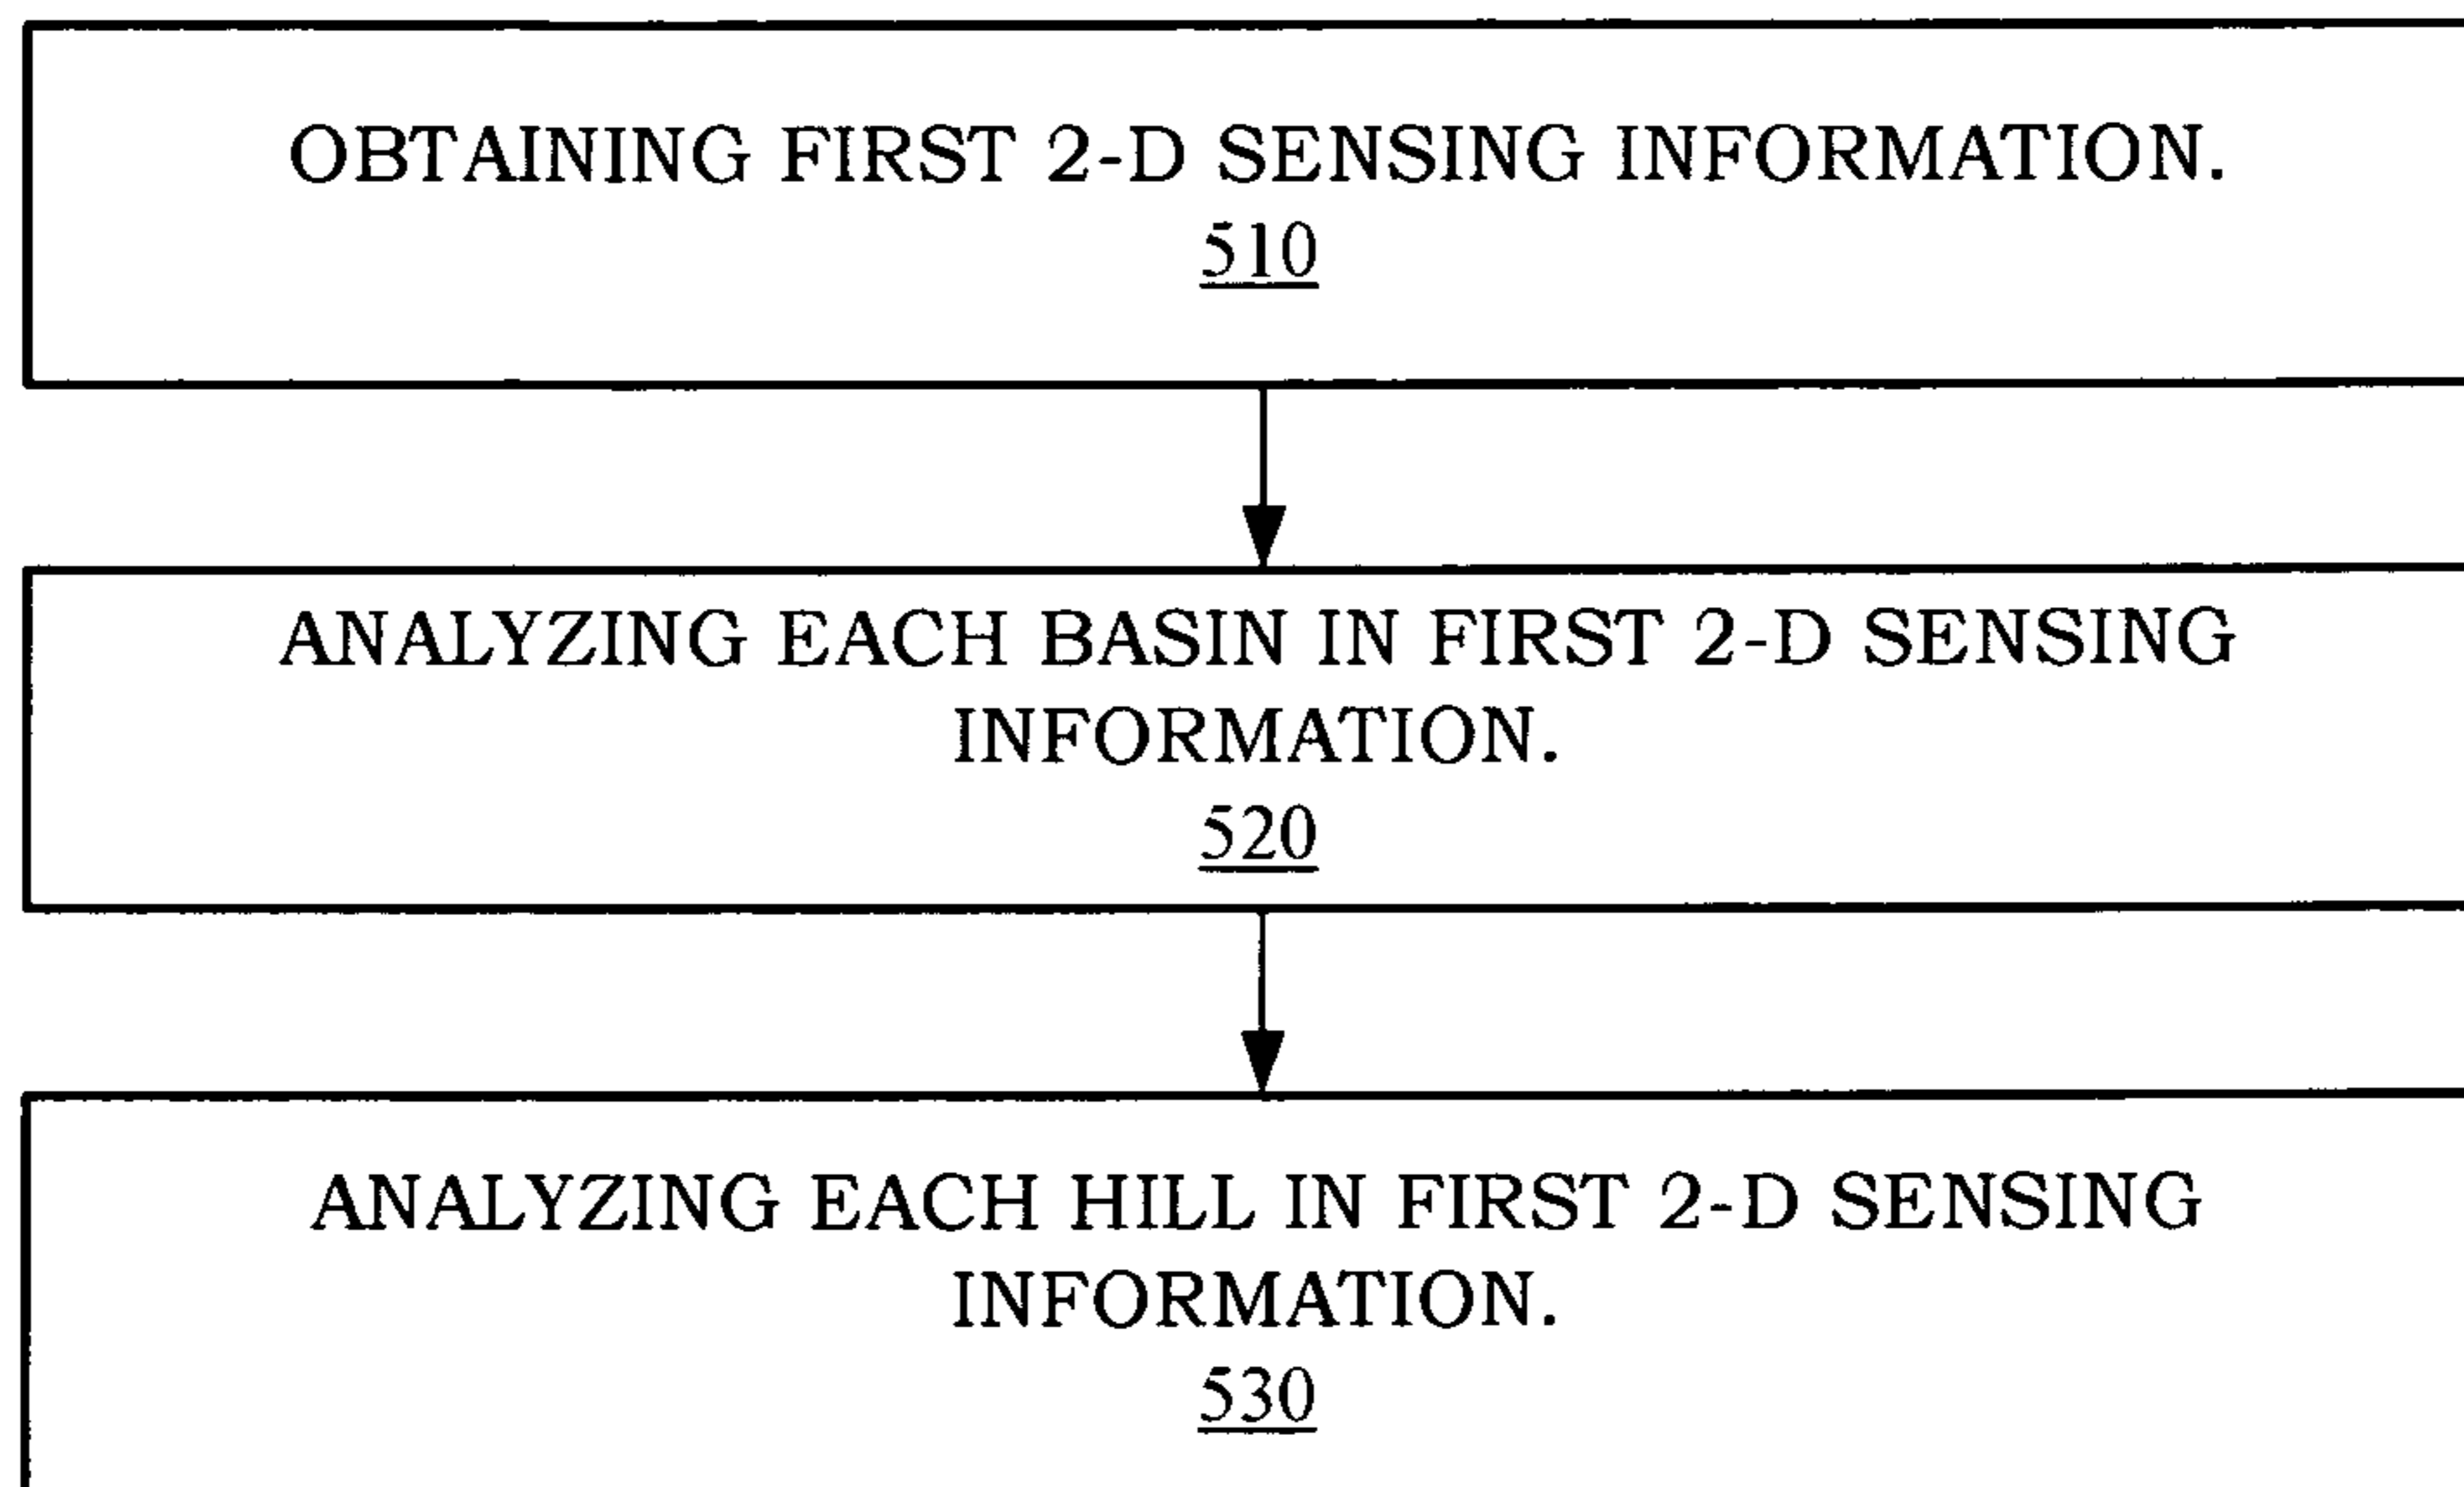 OBTAINING FIRST 2-D SENSING INFORMATION.
510
ANALYZING EACH BASIN IN FIRST 2-D SENSING
INFORMATION.
520
ANALYZING EACH HILL IN FIRST 2-D SENSING
INFORMATION.
530